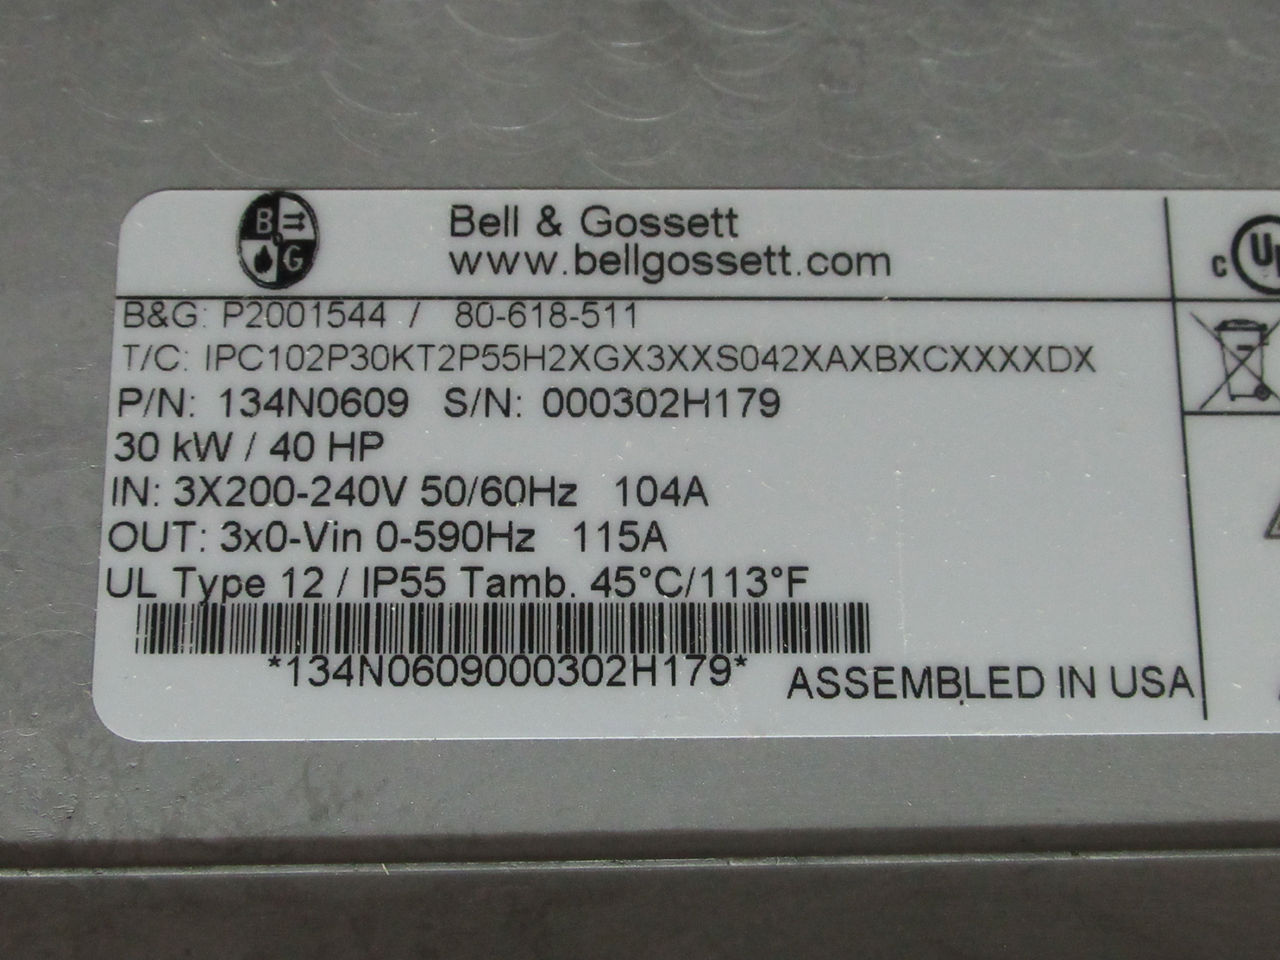 B
G
Bell & Gossett
www.bellgossett.com
c
B&G: P2001544 / 80-618-511
T/C: IPC102P30KT2P55H2XGX3XXS042XAXBXCXXXXDX
P/N: 134N0609 S/N: 000302H179
30 kW / 40 HP
IN: 3X200-240V 50/60Hz 104A
OUT: 3x0-Vin 0-590Hz 115A
UL Type 12 / IP55 Tamb. 45°C/113°F
*134N0609000302H179*
ASSEMBLED IN USA